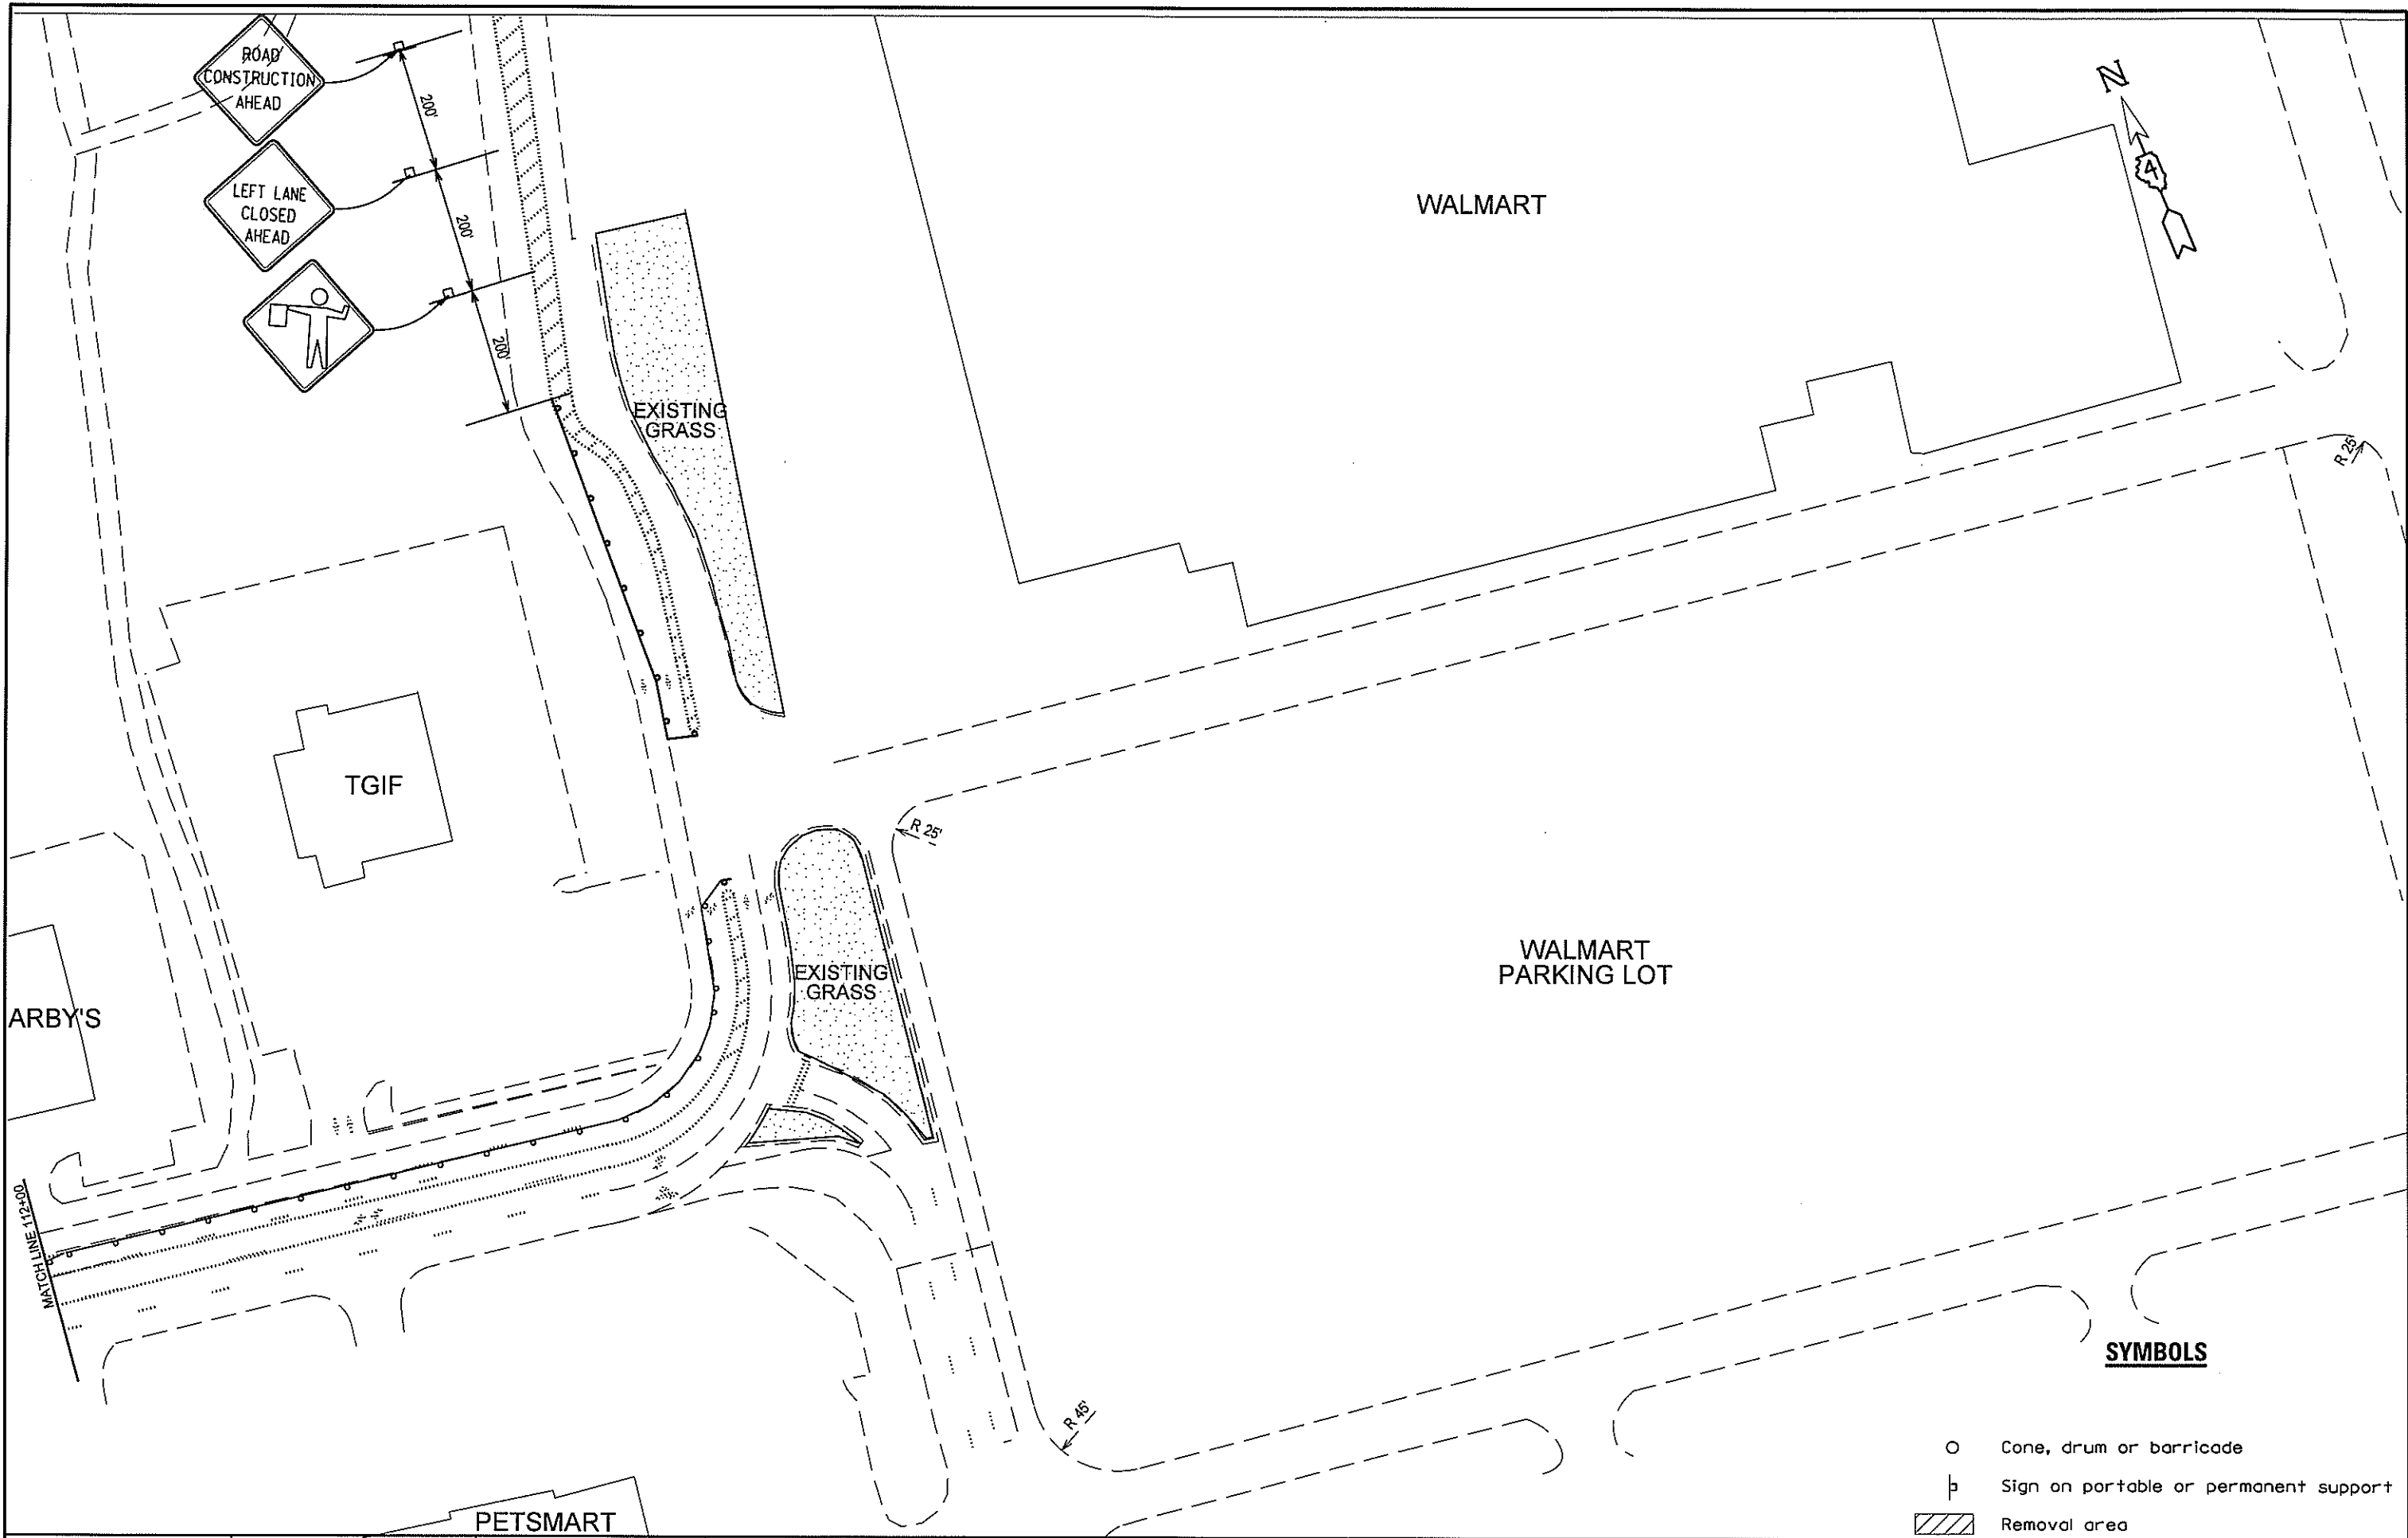 ROAD
CONSTRUCTION
AHEAD
200'
LEFT LANE
CLOSED
AHEAD
200'
200'
N
4
WALMART
EXISTING
GRASS
R 25'
TGIF
R 25'
EXISTING
GRASS
WALMART
PARKING LOT
ARBY'S
MATCH LINE 112+00
R 45'
PETSMART
SYMBOLS
Cone, drum or barricade
Sign on portable or permanent support
Removal area